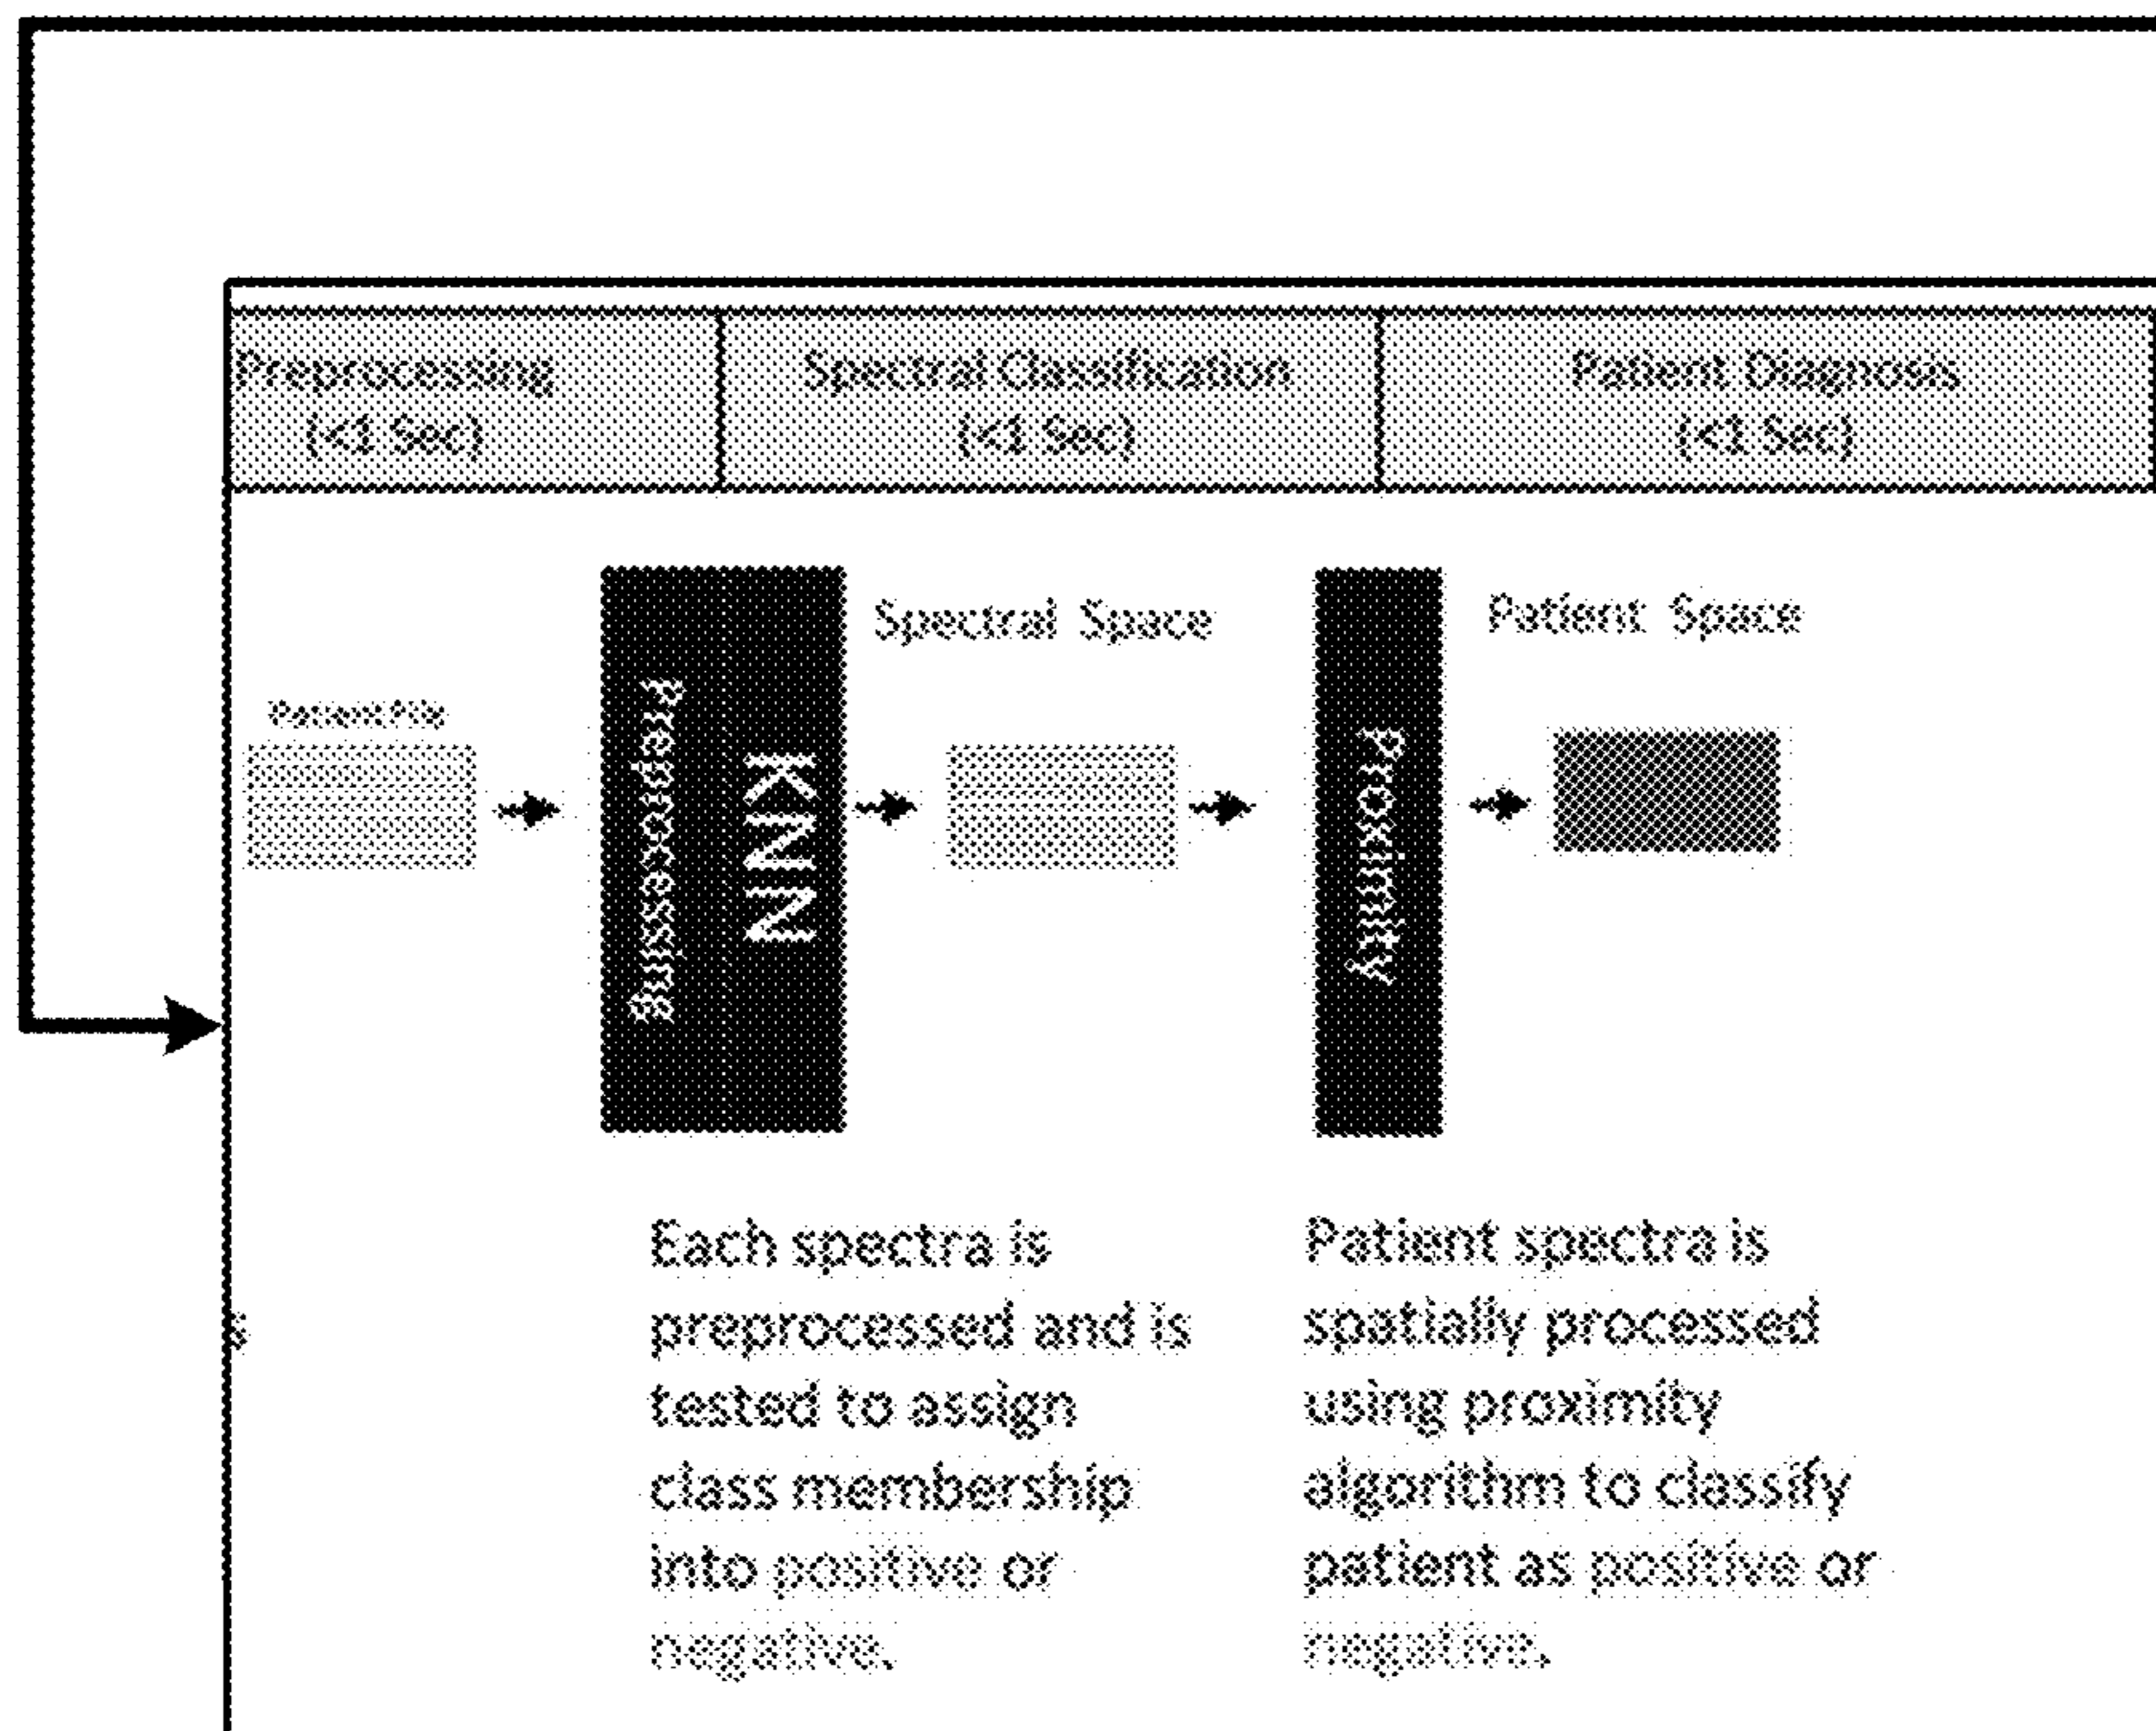 Preprocessing
(<1 Sec)
Spectral Classification
(<1 Sec)
Patient Diagnosis
(<1 Sec)
Spectral Space
Patient Space
Patient
Preprocessing
KNN
Proximity
s
Each spectra is
preprocessed and is
tested to assign
class membership
into positive or
negative.
Patient spectra is
spatially processed
using proximity
algorithm to classify
patient as positive or
negative.